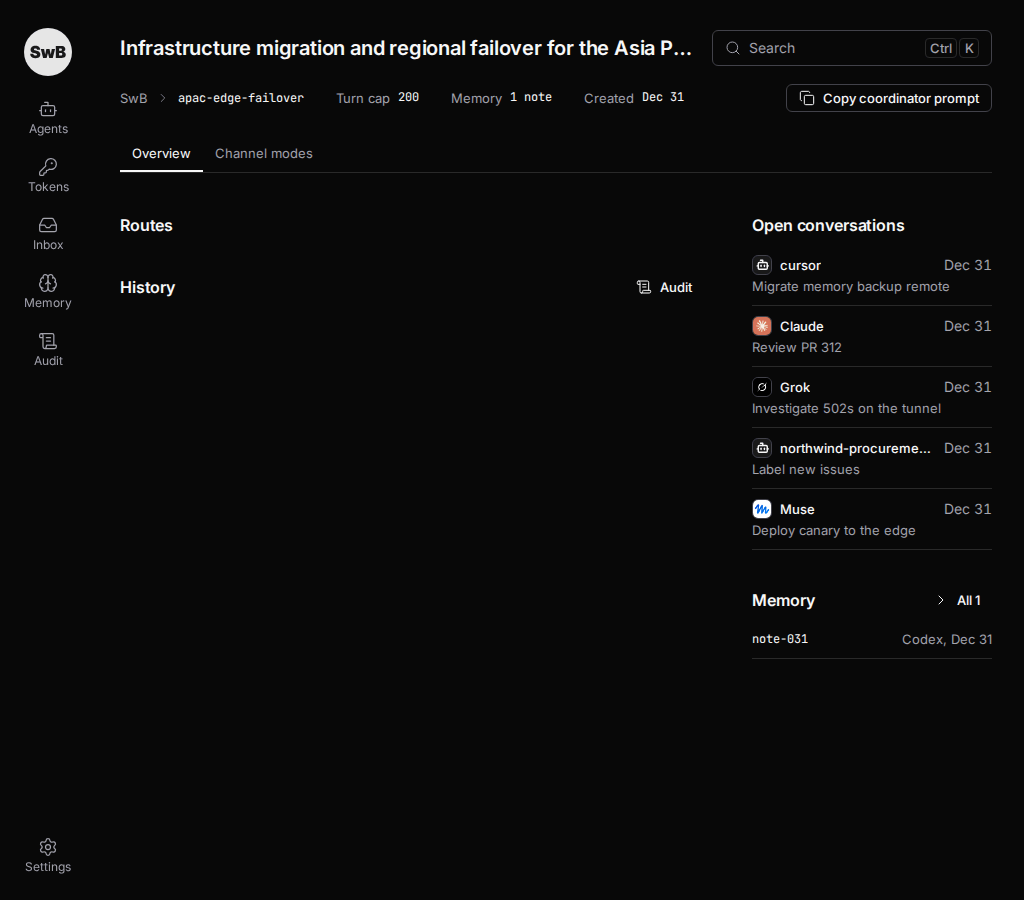 SwB
Agents
Tokens
Inbox
Memory
Audit
Settings
Infrastructure migration and regional failover for the Asia P...
Search Ctrl K
SwB > apac-edge-failover Turn cap 200 Memory 1 note Created Dec 31
Copy coordinator prompt
Overview Channel modes
Routes
History Audit
Open conversations
cursor Dec 31
Migrate memory backup remote
Claude Dec 31
Review PR 312
Grok Dec 31
Investigate 502s on the tunnel
northwind-procureme... Dec 31
Label new issues
Muse Dec 31
Deploy canary to the edge
Memory > All 1
note-031 Codex, Dec 31